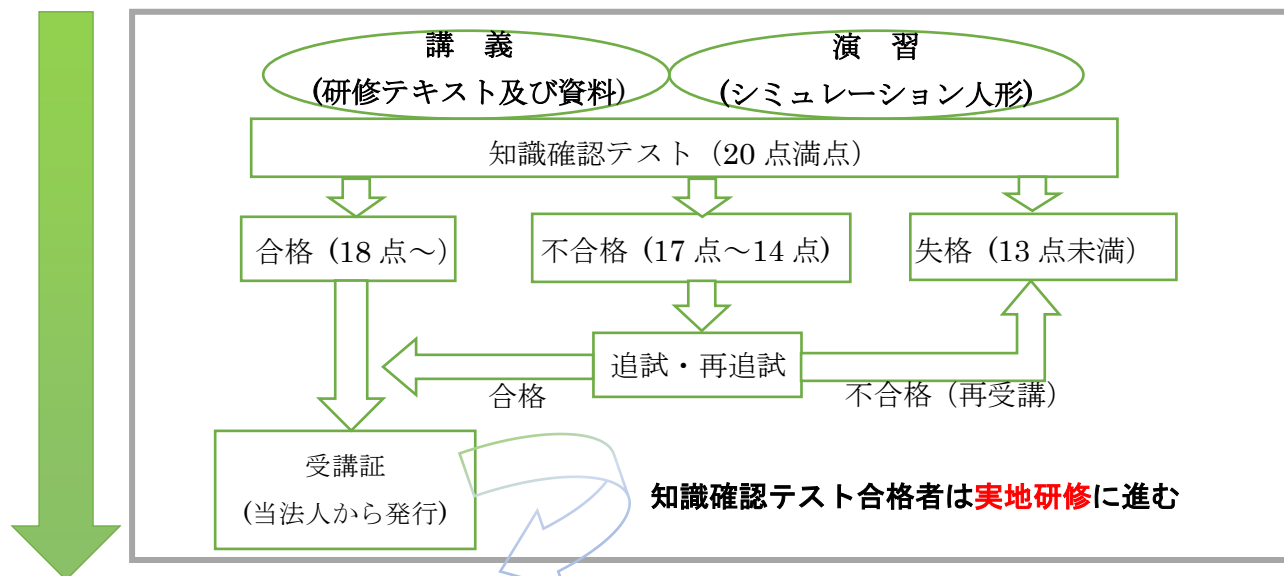 講　義
(研修テキスト及び資料)
演　習
(シミュレーション人形)
知識確認テスト（20 点満点）
合格 (18 点～）
不合格 (17 点～14 点)
失格 (13 点未満）
追試・再追試
合格
不合格（再受講）
受講証
(当法人から発行)
知識確認テスト合格者は実地研修に進む